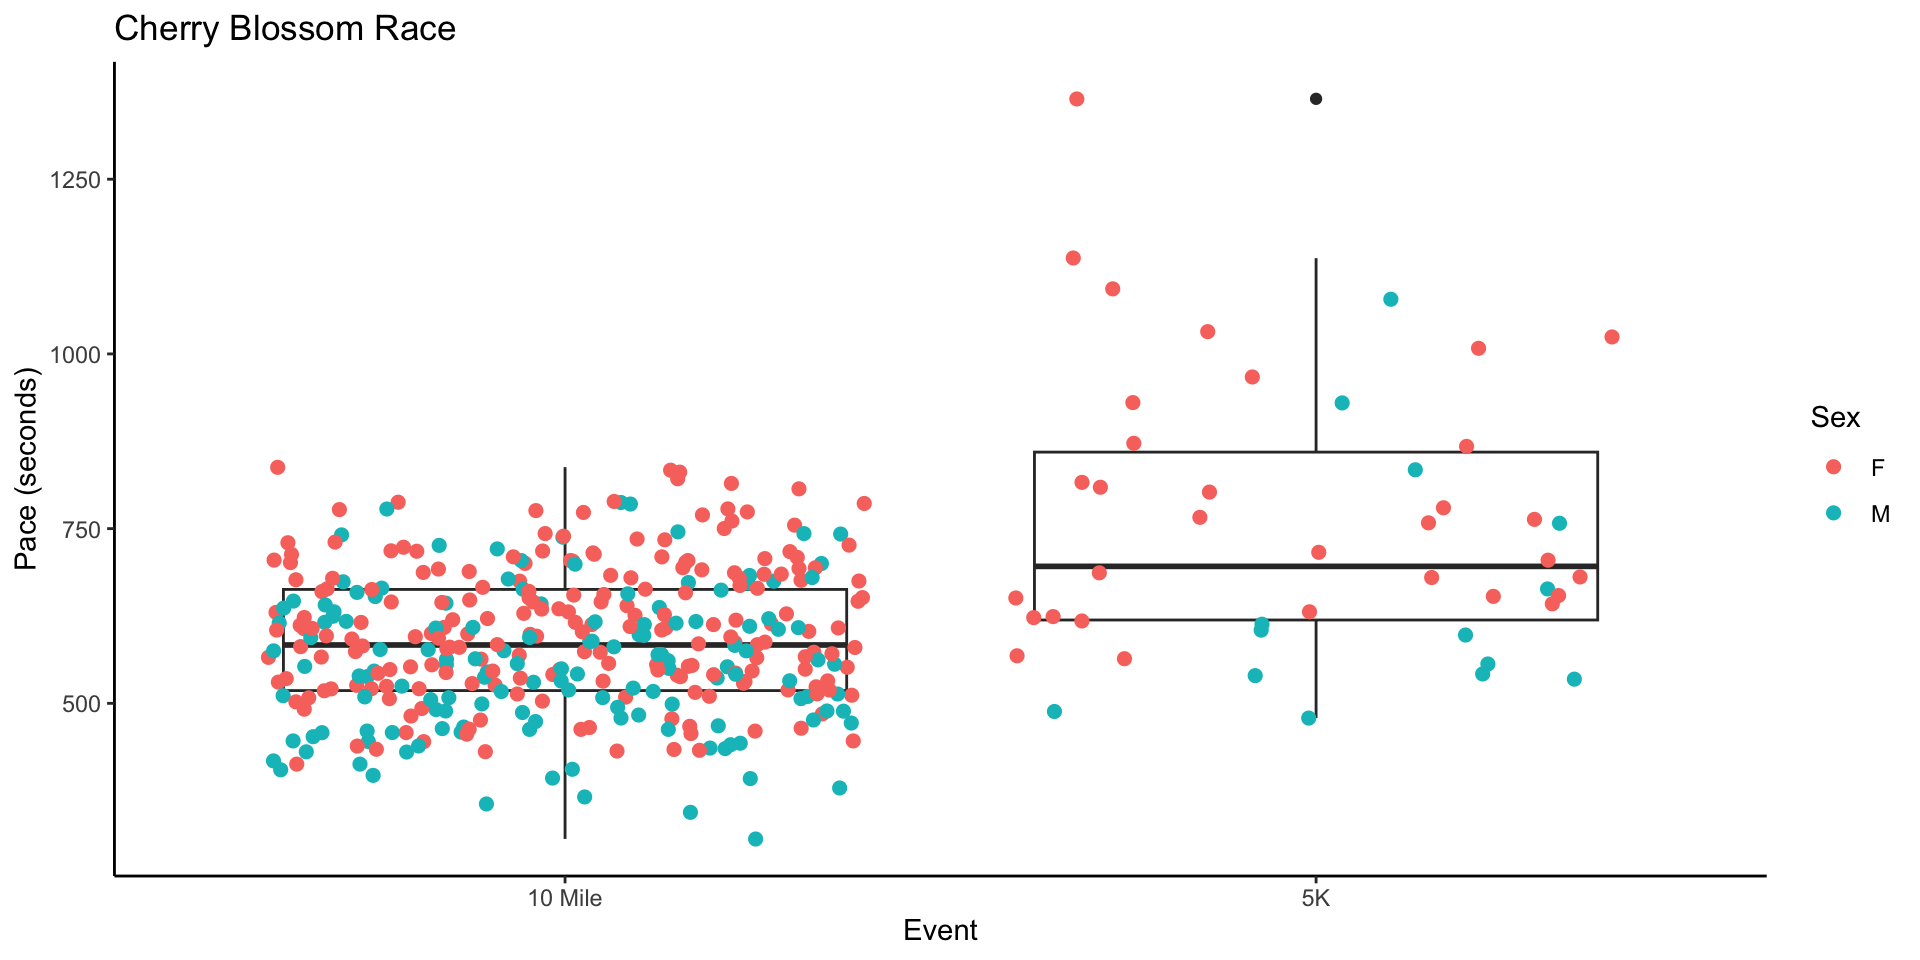 Cherry Blossom Race
Pace (seconds)
1250
1000
750
500
10 Mile
5K
Event
Sex
F
M